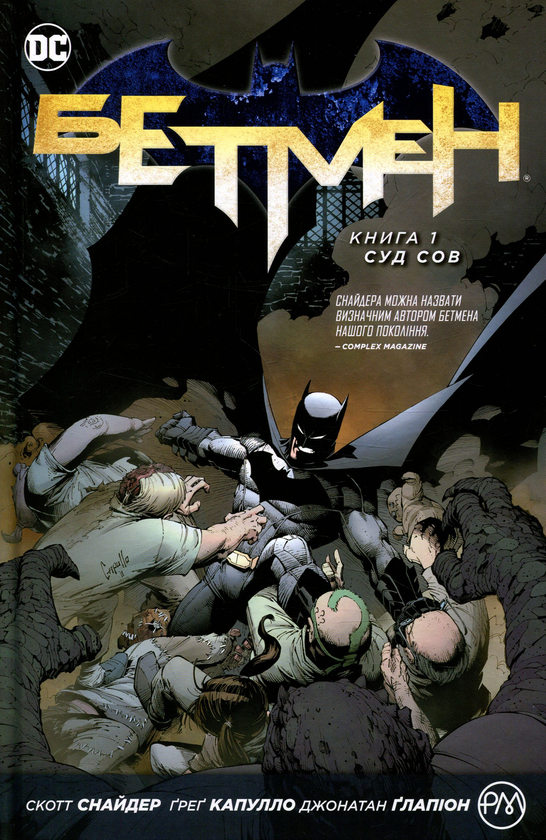 DC
БЕТМЕН
®
КНИГА 1
СУД СОВ
СНАЙДЕРА МОЖНА НАЗВАТИ
ВИЗНАЧНИМ АВТОРОМ БЕТМЕНА
НАШОГО ПОКОЛІННЯ.
— COMPLEX MAGAZINE
Capullo
СКОТТ СНАЙДЕР ҐРЕҐ КАПУЛЛО ДЖОНАТАН ҐЛАПІОН
РМ